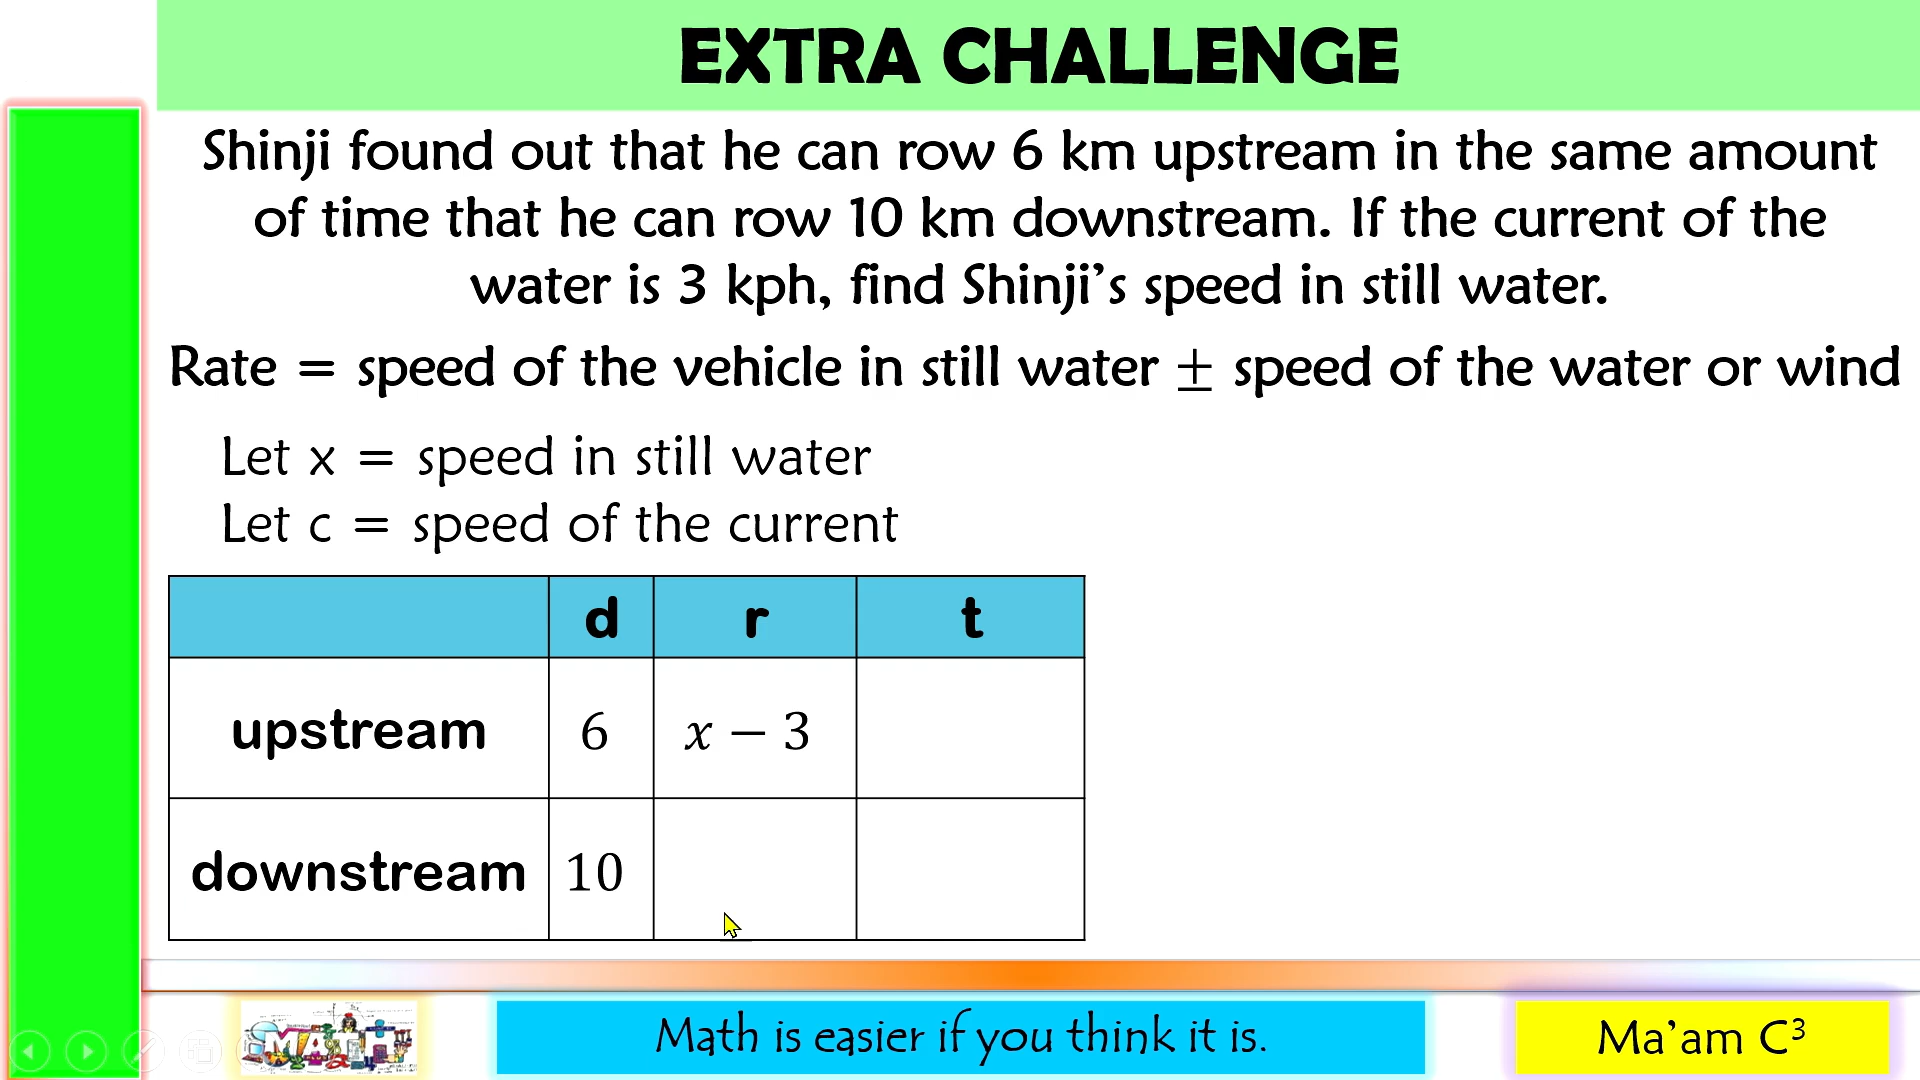 EXTRA CHALLENGE
Shinji found out that he can row 6 km upstream in the same amount
of time that he can row 10 km downstream. If the current of the
water is 3 kph, find Shinji’s speed in still water.
Rate = speed of the vehicle in still water ± speed of the water or wind
Let x = speed in still water
Let c = speed of the current
d r t
upstream 6 x − 3
downstream 10
MATH
Math is easier if you think it is.
Ma’am C³